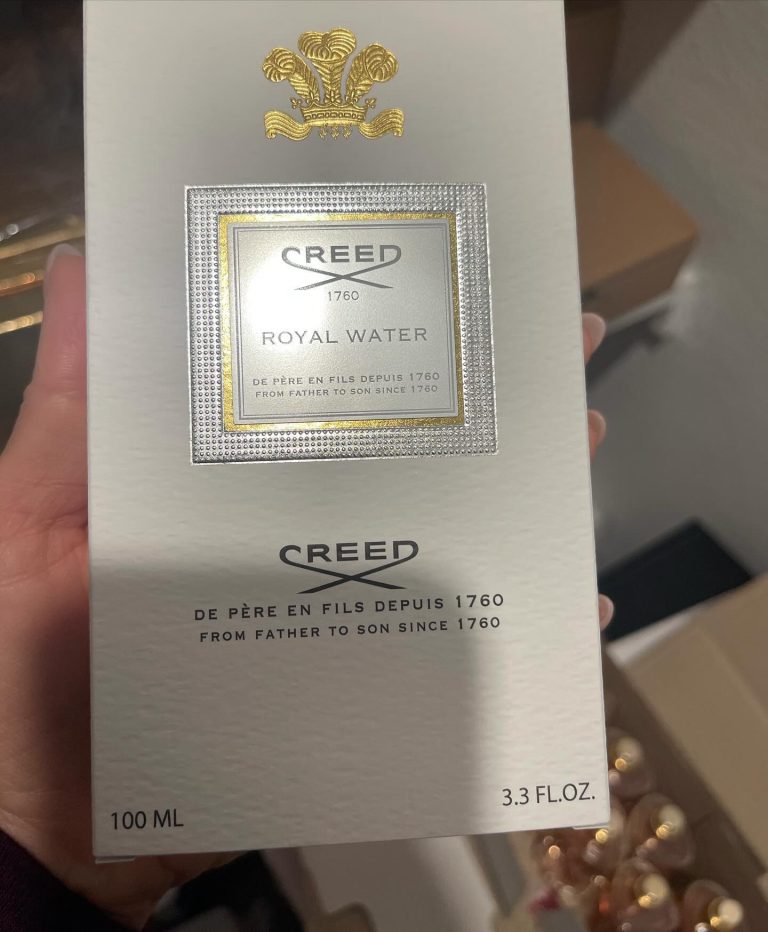 CREED
1760
ROYAL WATER
DE PÈRE EN FILS DEPUIS 1760
FROM FATHER TO SON SINCE 1760
CREED
DE PÈRE EN FILS DEPUIS 1760
FROM FATHER TO SON SINCE 1760
100 ML
3.3 FL.OZ.